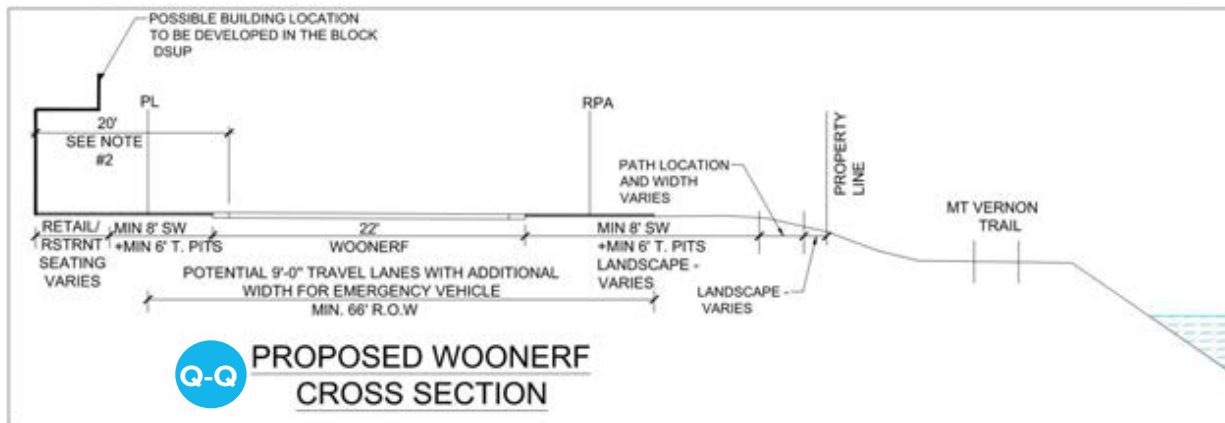 POSSIBLE BUILDING LOCATION
TO BE DEVELOPED IN THE BLOCK
DSUP
PL
RPA
20'
SEE NOTE
#2
PATH LOCATION
AND WIDTH
VARIES
PROPERTY
LINE
MT VERNON
TRAIL
RETAIL/
RSTRNT
SEATING
VARIES
MIN 8' SW
+MIN 6' T. PITS
22'
WOONERF
MIN 8' SW
+MIN 6' T. PITS
LANDSCAPE -
VARIES
LANDSCAPE -
VARIES
POTENTIAL 9'-0" TRAVEL LANES WITH ADDITIONAL
WIDTH FOR EMERGENCY VEHICLE
MIN. 66' R.O.W
Q-Q
PROPOSED WOONERF
CROSS SECTION